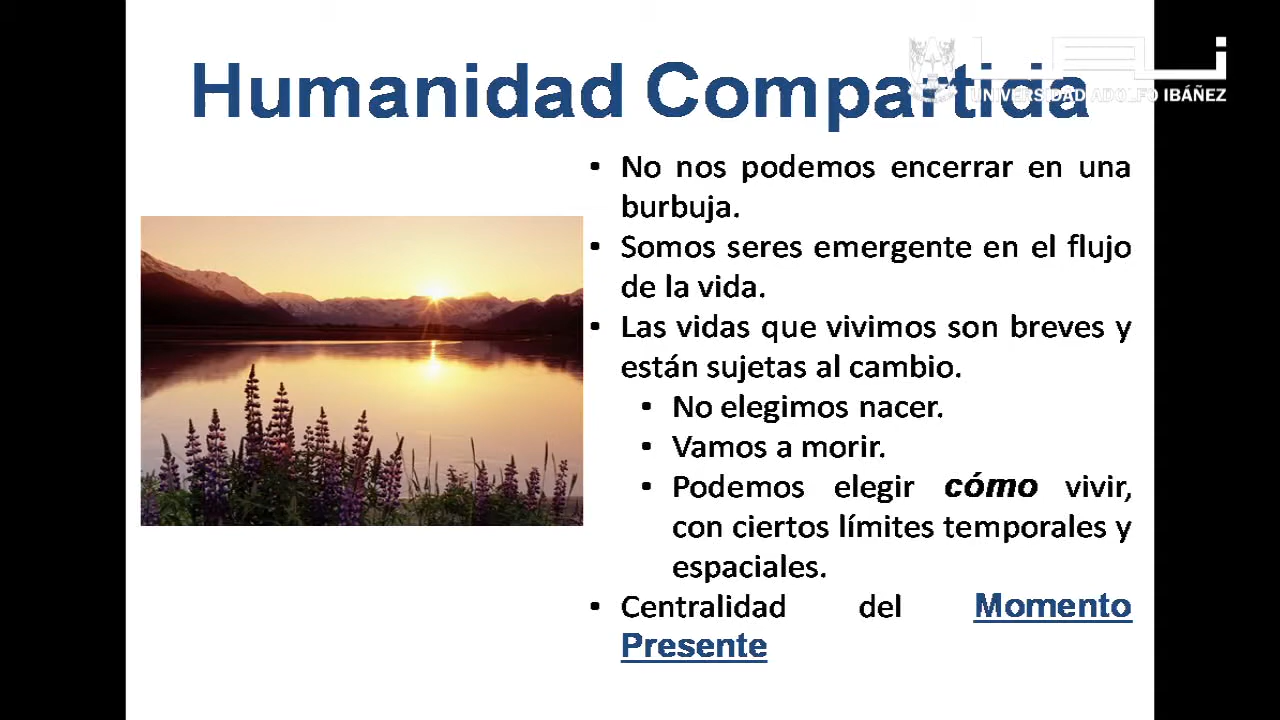 Humanidad Compartida
UNIVERSIDAD ADOLFO IBÁÑEZ
• No nos podemos encerrar en una
burbuja.
• Somos seres emergente en el flujo
de la vida.
• Las vidas que vivimos son breves y
están sujetas al cambio.
• No elegimos nacer.
• Vamos a morir.
• Podemos elegir cómo vivir,
con ciertos límites temporales y
espaciales.
• Centralidad del Momento
Presente